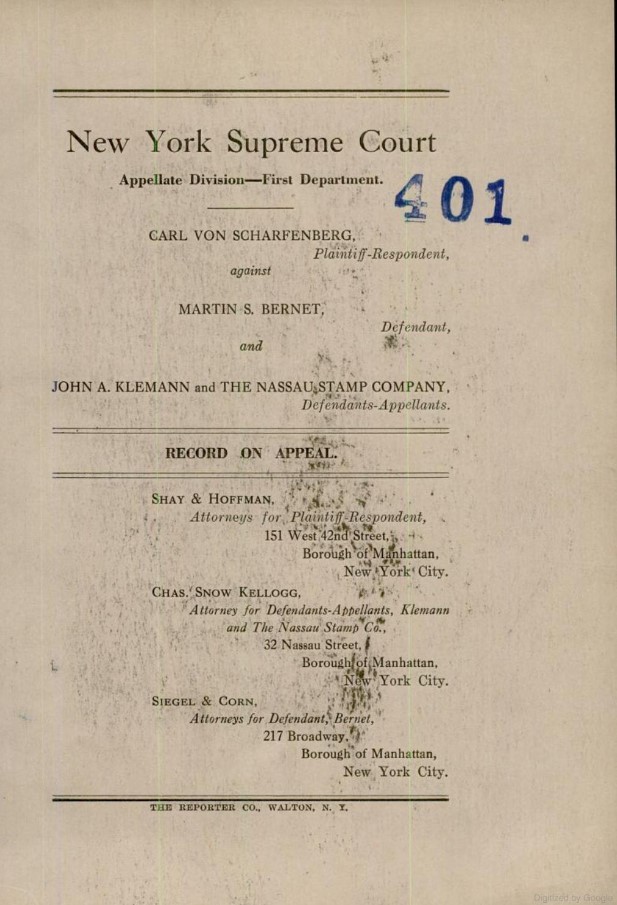 New York Supreme Court
Appellate Division—First Department.
401
CARL VON SCHARFENBERG,
Plaintiff-Respondent,
against
MARTIN S. BERNET,
Defendant,
and
JOHN A. KLEMANN and THE NASSAU STAMP COMPANY,
Defendants-Appellants.
RECORD ON APPEAL.
SHAY & HOFFMAN,
Attorneys for Plaintiff-Respondent,
151 West 42nd Street,
Borough of Manhattan,
New York City.
CHAS. SNOW KELLOGG,
Attorney for Defendants-Appellants, Klemann
and The Nassau Stamp Co.,
32 Nassau Street,
Borough of Manhattan,
New York City.
SIEGEL & CORN,
Attorneys for Defendant, Bernet,
217 Broadway,
Borough of Manhattan,
New York City.
THE REPORTER CO., WALTON, N. Y.
Digitized by Google